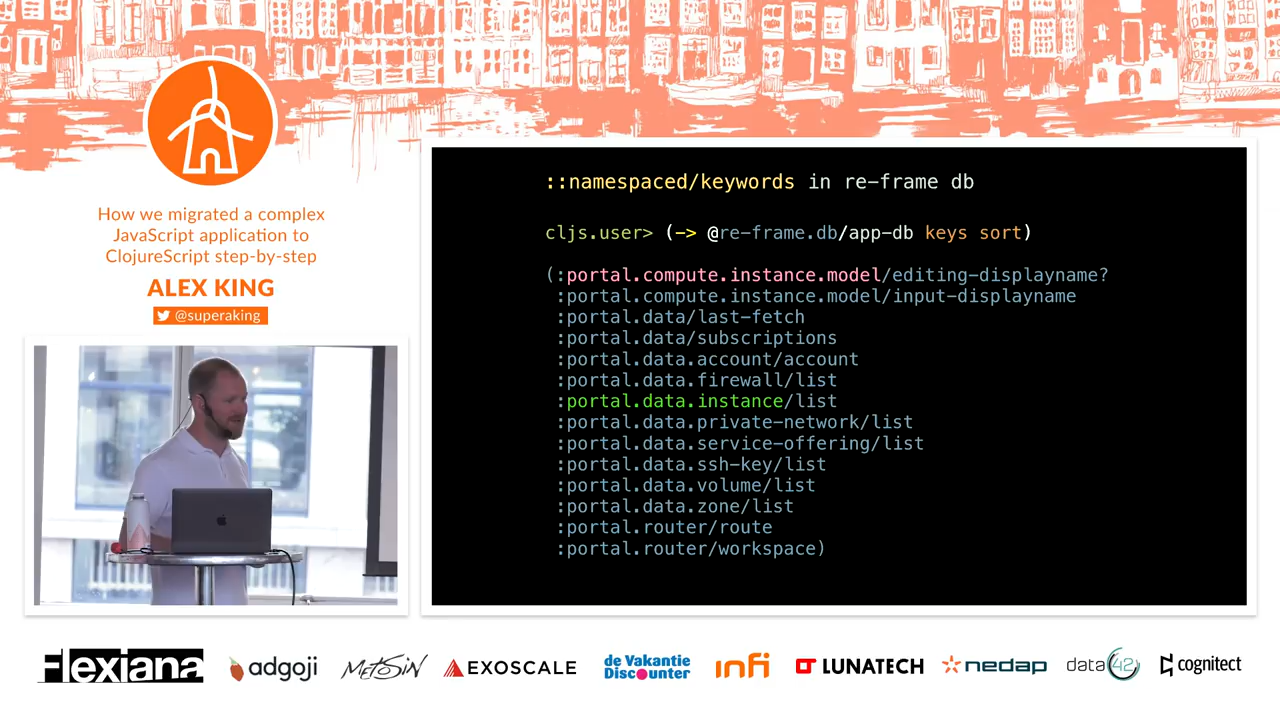 How we migrated a complex
JavaScript application to
ClojureScript step-by-step
ALEX KING
@superaking
::namespaced/keywords in re-frame db
cljs.user> (-> @re-frame.db/app-db keys sort)
(:portal.compute.instance.model/editing-displayname?
:portal.compute.instance.model/input-displayname
:portal.data/last-fetch
:portal.data/subscriptions
:portal.data.account/account
:portal.data.firewall/list
:portal.data.instance/list
:portal.data.private-network/list
:portal.data.service-offering/list
:portal.data.ssh-key/list
:portal.data.volume/list
:portal.data.zone/list
:portal.router/route
:portal.router/workspace)
Flexiana adgoji METOSIN EXOSCALE de Vakantie Discounter infi LUNATECH nedap data42 cognitect